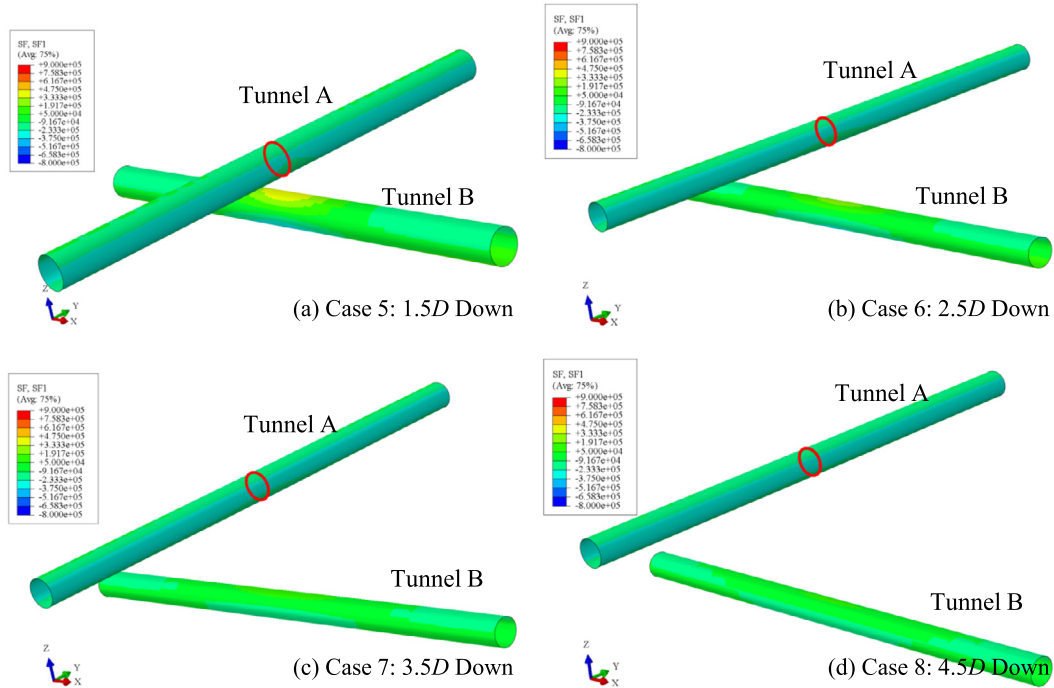 SF, SF1
(Avg: 75%)
+9.000e+05
+7.583e+05
+6.167e+05
+4.750e+05
+3.333e+05
+1.917e+05
+5.000e+04
-9.167e+04
-2.333e+05
-3.750e+05
-5.167e+05
-6.583e+05
-8.000e+05
Tunnel A
Tunnel B
Z
Y
X
(a) Case 5: 1.5D Down
SF, SF1
(Avg: 75%)
+9.000e+05
+7.583e+05
+6.167e+05
+4.750e+05
+3.333e+05
+1.917e+05
+5.000e+04
-9.167e+04
-2.333e+05
-3.750e+05
-5.167e+05
-6.583e+05
-8.000e+05
Tunnel A
Tunnel B
Z
Y
X
(b) Case 6: 2.5D Down
SF, SF1
(Avg: 75%)
+9.000e+05
+7.583e+05
+6.167e+05
+4.750e+05
+3.333e+05
+1.917e+05
+5.000e+04
-9.167e+04
-2.333e+05
-3.750e+05
-5.167e+05
-6.583e+05
-8.000e+05
Tunnel A
Tunnel B
Z
Y
X
(c) Case 7: 3.5D Down
SF, SF1
(Avg: 75%)
+9.000e+05
+7.583e+05
+6.167e+05
+4.750e+05
+3.333e+05
+1.917e+05
+5.000e+04
-9.167e+04
-2.333e+05
-3.750e+05
-5.167e+05
-6.583e+05
-8.000e+05
Tunnel A
Tunnel B
Z
Y
X
(d) Case 8: 4.5D Down